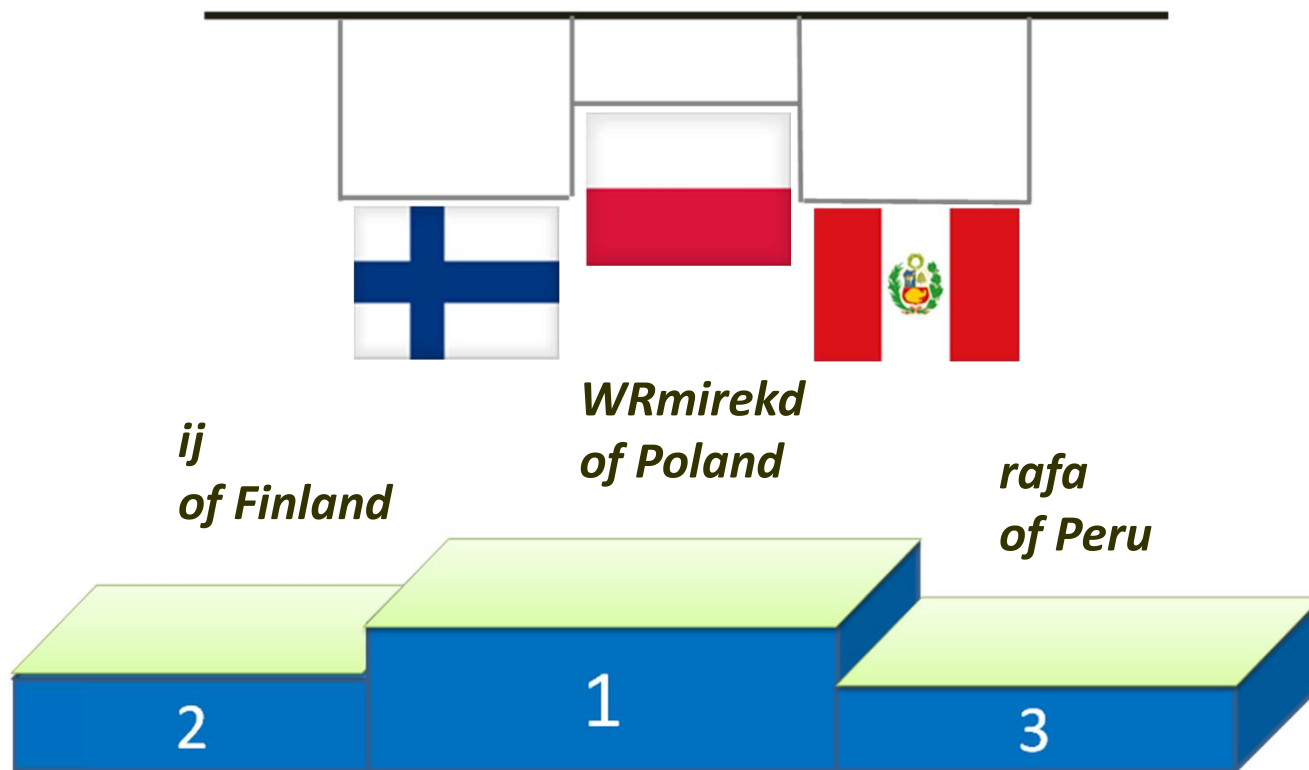 WRmirekd
of Poland
ij
of Finland
rafa
of Peru
1
2
3